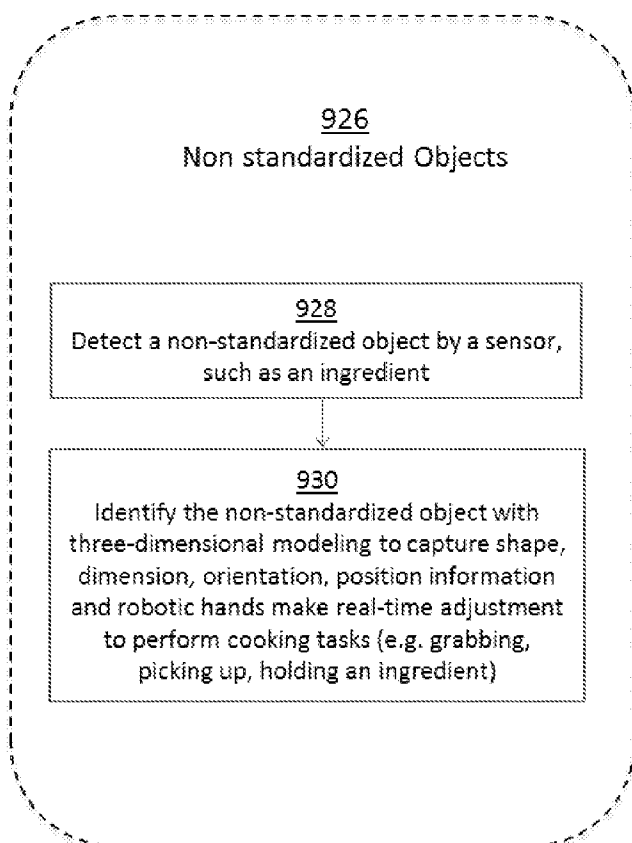 926
Non standardized Objects
928
Detect a non-standardized object by a sensor,
such as an ingredient
930
Identify the non-standardized object with
three-dimensional modeling to capture shape,
dimension, orientation, position information
and robotic hands make real-time adjustment
to perform cooking tasks (e.g. grabbing,
picking up, holding an ingredient)